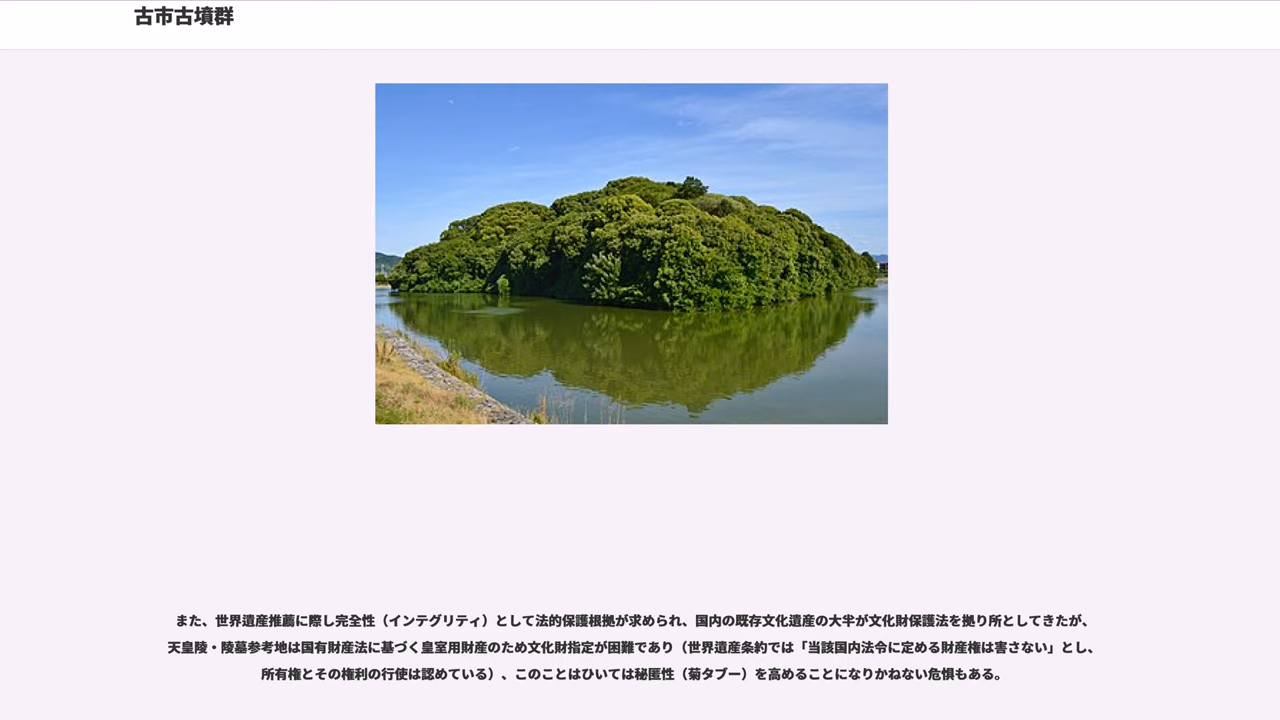 古市古墳群
また、世界遺産推薦に際し完全性（インテグリティ）として法的保護根拠が求められ、国内の既存文化遺産の大半が文化財保護法を拠り所としてきたが、
天皇陵・陵墓参考地は国有財産法に基づく皇室用財産のため文化財指定が困難であり（世界遺産条約では「当該国内法令に定める財産権は害さない」とし、
所有権とその権利の行使は認めている）、このことはひいては秘匿性（菊タブー）を高めることになりかねない危惧もある。